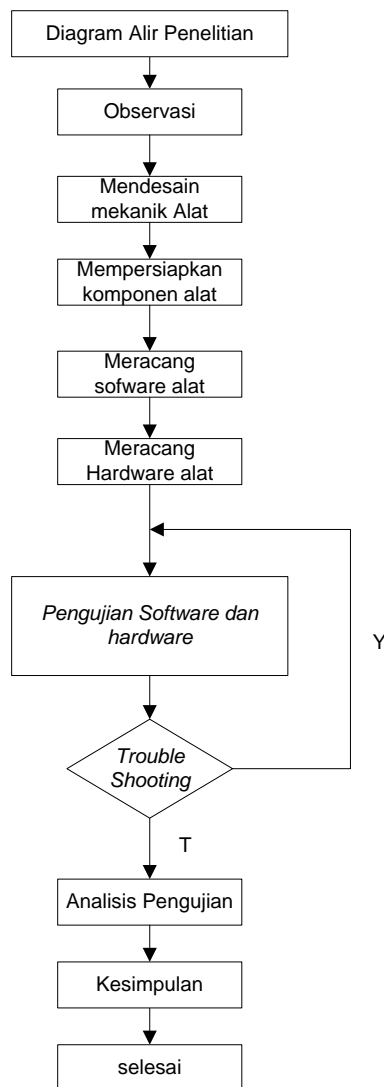 Diagram Alir Penelitian
Observasi
Mendesain
mekanik Alat
Mempersiapkan
komponen alat
Meracang
sofware alat
Meracang
Hardware alat
Pengujian Software dan
hardware
Y
Trouble
Shooting
T
Analisis Pengujian
Kesimpulan
selesai